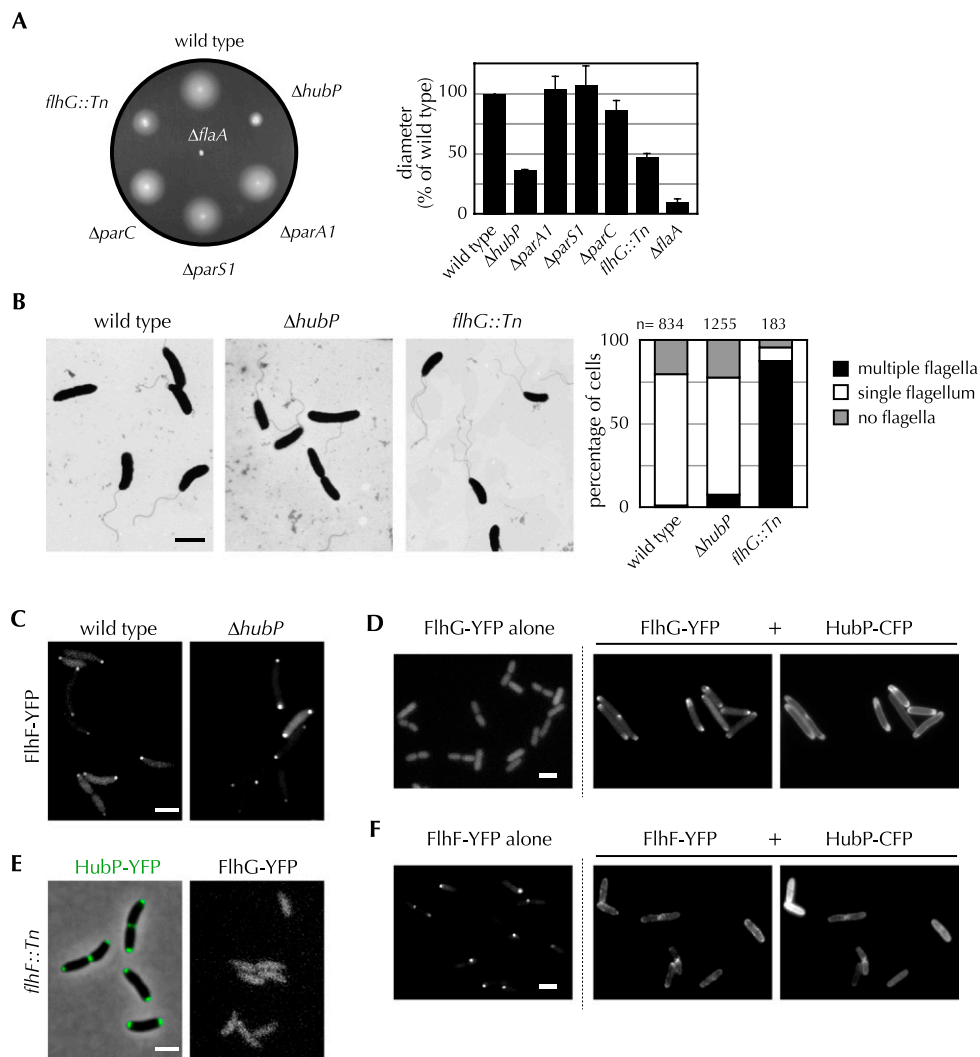 A
wild type
flhG::Tn
ΔhubP
ΔflaA
ΔparC
ΔparA1
ΔparS1
diameter
(% of wild type)
100
50
0
wild type
ΔhubP
ΔparA1
ΔparS1
ΔparC
flhG::Tn
ΔflaA
B
wild type
ΔhubP
flhG::Tn
n= 834 1255 183
percentage of cells
100
50
0
wild type
ΔhubP
flhG::Tn
multiple flagella
single flagellum
no flagella
C
wild type
ΔhubP
FlhF-YFP
D
FlhG-YFP alone
FlhG-YFP + HubP-CFP
E
HubP-YFP
FlhG-YFP
flhF::Tn
F
FlhF-YFP alone
FlhF-YFP + HubP-CFP